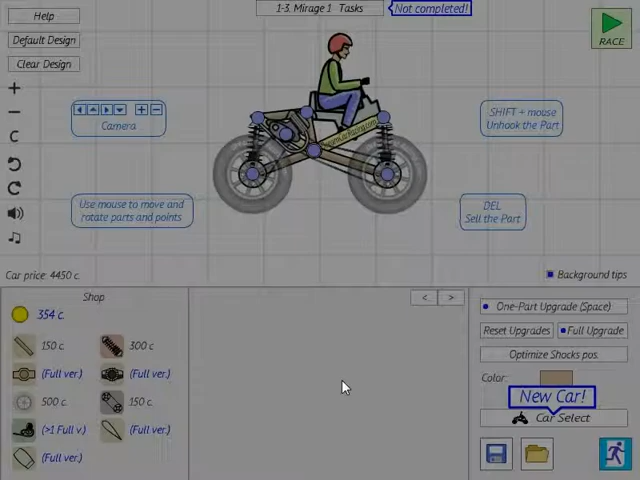 1-3. Mirage 1 Tasks
Not completed!
Help
Default Design
Clear Design
RACE
Camera
SHIFT + mouse
Unhook the Part
DreamCarRacing.com
Use mouse to move and
rotate parts and points
DEL
Sell the Part
Car price: 4450 c.
Background tips
Shop
354 c.
150 c.
300 c.
(Full ver.)
(Full ver.)
500 c.
150 c.
(>1 Full v.)
(Full ver.)
(Full ver.)
<
>
One-Part Upgrade (Space)
Reset Upgrades
Full Upgrade
Optimize Shocks pos.
Color:
New Car!
Car Select